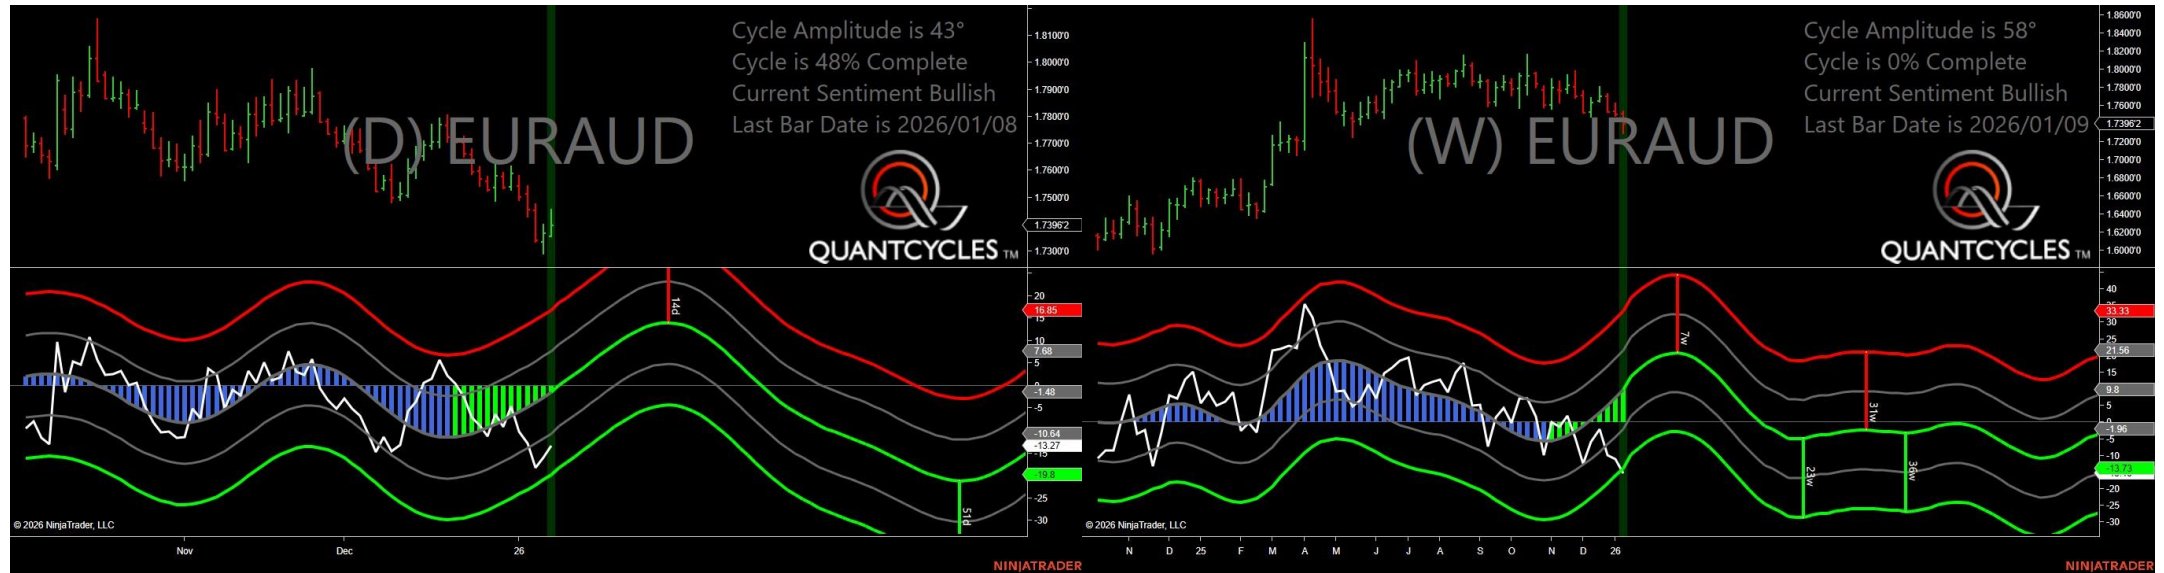 Cycle Amplitude is 43°
Cycle is 48% Complete
Current Sentiment Bullish
Last Bar Date is 2026/01/08
(D) EURAUD
QUANTCYCLES TM
1.8100'0
1.8000'0
1.7900'0
1.7800'0
1.7700'0
1.7600'0
1.7500'0
1.7396'2
1.7300'0
14d
51d
20
16.85
15
10
7.68
5
-1.48
-5
-10.64
-13.27
-15
-19.8
-25
-30
© 2026 NinjaTrader, LLC
Nov
Dec
26
NINJATRADER
Cycle Amplitude is 58°
Cycle is 0% Complete
Current Sentiment Bullish
Last Bar Date is 2026/01/09
(W) EURAUD
QUANTCYCLES TM
1.8600'0
1.8400'0
1.8200'0
1.8000'0
1.7800'0
1.7600'0
1.7396'2
1.7200'0
1.7000'0
1.6800'0
1.6600'0
1.6400'0
1.6200'0
1.6000'0
7w
31w
23w
36w
40
33.33
30
21.56
15
9.8
5
-1.96
-5
-10
-13.73
-20
-25
-30
© 2026 NinjaTrader, LLC
N
D
25
F
M
A
M
J
J
A
S
O
N
D
26
NINJATRADER